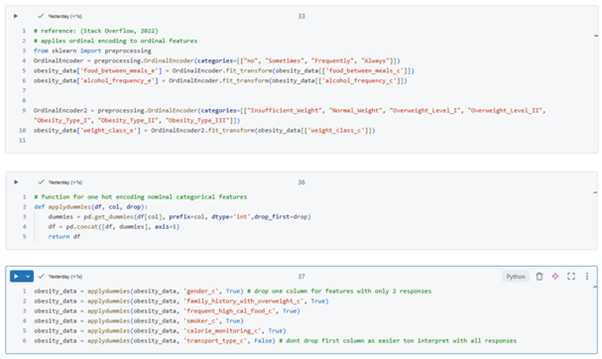 Yesterday (<1s)
33
1 # reference: (Stack Overflow, 2022)
2 # applies ordinal encoding to ordinal features
3 from sklearn import preprocessing
4 OrdinalEncoder = preprocessing.OrdinalEncoder(categories=[["no", "Sometimes", "Frequently", "Always"]])
5 obesity_data['food_between_meals_e'] = OrdinalEncoder.fit_transform(obesity_data[['food_between_meals_c']])
6 obesity_data['alcohol_frequency_e'] = OrdinalEncoder.fit_transform(obesity_data[['alcohol_frequency_c']])
7
8
9 OrdinalEncoder2 = preprocessing.OrdinalEncoder(categories=[["Insufficient_Weight", "Normal_Weight", "Overweight_Level_I", "Overweight_Level_II",
"Obesity_Type_I", "Obesity_Type_II", "Obesity_Type_III"]])
10 obesity_data['weight_class_e'] = OrdinalEncoder2.fit_transform(obesity_data[['weight_class_c']])
11
Yesterday (<1s)
36
1 # function for one hot encoding nominal categorical features
2 def applydummies(df, col, drop):
3 dummies = pd.get_dummies(df[col], prefix=col, dtype='int',drop_first=drop)
4 df = pd.concat([df, dummies], axis=1)
5 return df
Yesterday (<1s)
37
Python
1 obesity_data = applydummies(obesity_data, 'gender_c', True) # drop one column for features with only 2 responses
2 obesity_data = applydummies(obesity_data, 'family_history_with_overweight_c', True)
3 obesity_data = applydummies(obesity_data, 'frequent_high_cal_food_c', True)
4 obesity_data = applydummies(obesity_data, 'smoker_c', True)
5 obesity_data = applydummies(obesity_data, 'calorie_monitoring_c', True)
6 obesity_data = applydummies(obesity_data, 'transport_type_c', False) # dont drop first column as easier ton interpret with all responses